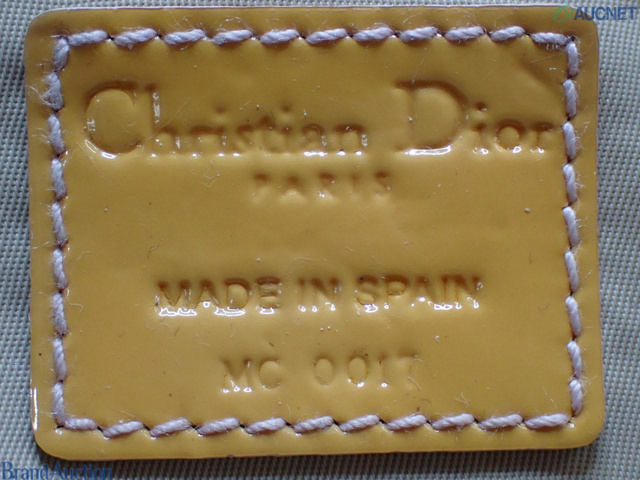 AUCNET
Christian Dior
PARIS
MADE IN SPAIN
MC 0017
Brand Auction